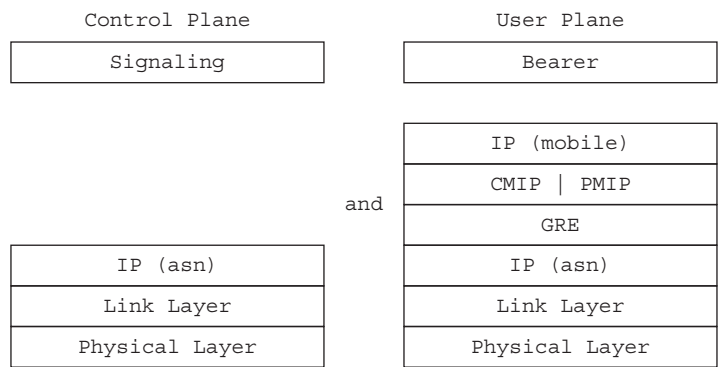 Control Plane
User Plane
Signaling
Bearer
IP (mobile)
CMIP | PMIP
and
GRE
IP (asn)
IP (asn)
Link Layer
Link Layer
Physical Layer
Physical Layer